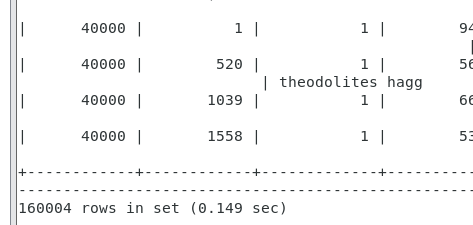 | 40000 | 1 | 1 | 94
|
| 40000 | 520 | 1 | 56
| theodolites hagg
| 40000 | 1039 | 1 | 66
| 40000 | 1558 | 1 | 53
+------------+-----------+-----------+---------
---------------------------------------------------
160004 rows in set (0.149 sec)